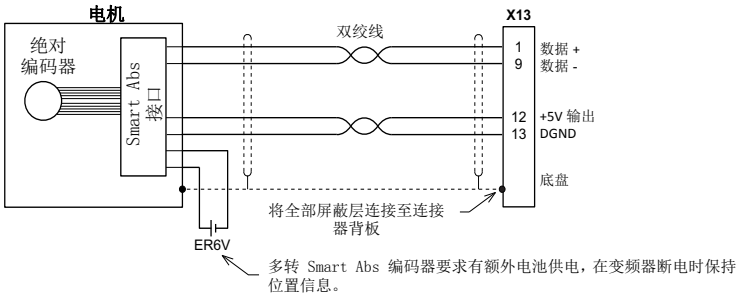 电机
绝对
编码器
Smart Abs
接口
双绞线
X13
1 数据 +
9 数据 -
12 +5V 输出
13 DGND
底盘
将全部屏蔽层连接至连接
器背板
ER6V
多转 Smart Abs 编码器要求有额外电池供电，在变频器断电时保持
位置信息。